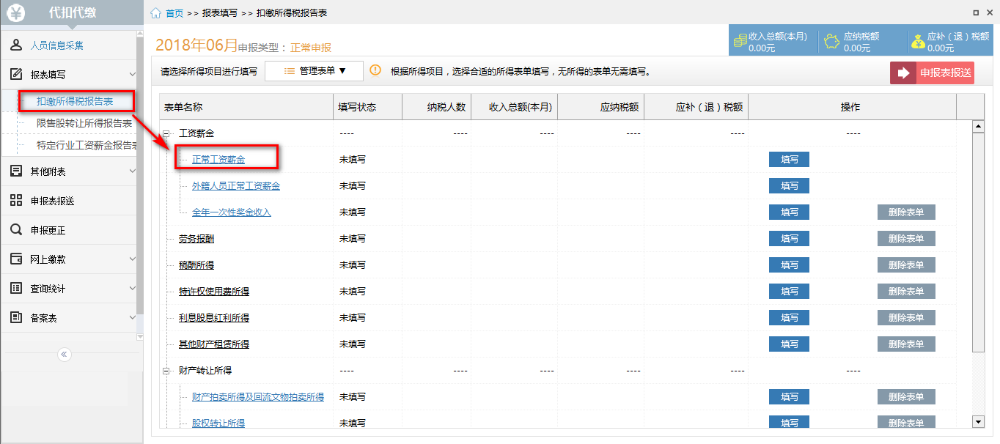 ¥ 代扣代缴
首页 >> 报表填写 >> 扣缴所得税报告表
人员信息采集
报表填写
扣缴所得税报告表
限售股转让所得报告表
特定行业工资薪金报告表
其他附表
申报表报送
申报更正
网上缴款
查询统计
备案表
«
2018年06月 申报类型： 正常申报
收入总额(本月)
0.00元
应纳税额
0.00元
应补（退）税额
0.00元
请选择所得项目进行填写 管理表单 ▼ 根据所得项目，选择合适的所得表单填写，无所得的表单无需填写。 申报表报送
表单名称 填写状态 纳税人数 收入总额(本月) 应纳税额 应补（退）税额 操作
工资薪金 ---- ---- ---- ---- ---- ----
正常工资薪金 未填写 填写
外籍人员正常工资薪金 未填写 填写
全年一次性奖金收入 未填写 填写 删除表单
劳务报酬 未填写 填写 删除表单
稿酬所得 未填写 填写 删除表单
特许权使用费所得 未填写 填写 删除表单
利息股息红利所得 未填写 填写 删除表单
其他财产租赁所得 未填写 填写 删除表单
财产转让所得 ---- ---- ---- ---- ---- ----
财产拍卖所得及回流文物拍卖所得 未填写 填写 删除表单
股权转让所得 未填写 填写 删除表单